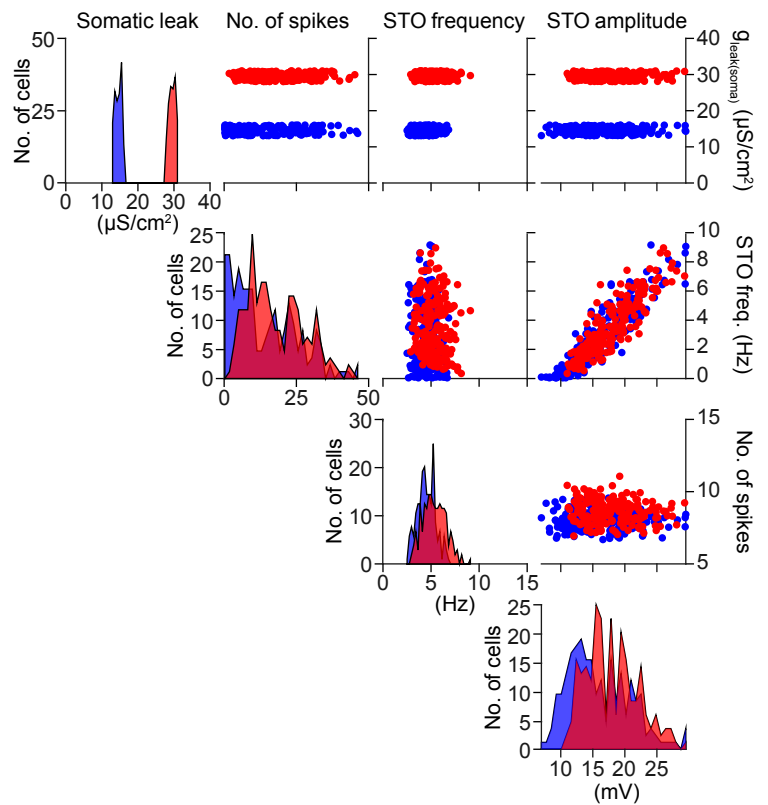 Somatic leak No. of spikes STO frequency STO amplitude
No. of cells
50
25
0
0 10 20 30 40
(µS/cm²)
40
30
20
10
0
gleak(soma) (µS/cm²)
No. of cells
25
20
15
10
5
0
0 25 50
10
8
6
4
2
0
STO freq. (Hz)
No. of cells
30
20
10
0
0 5 10 15
(Hz)
15
10
5
No. of spikes
No. of cells
25
20
15
10
5
0
10 15 20 25
(mV)